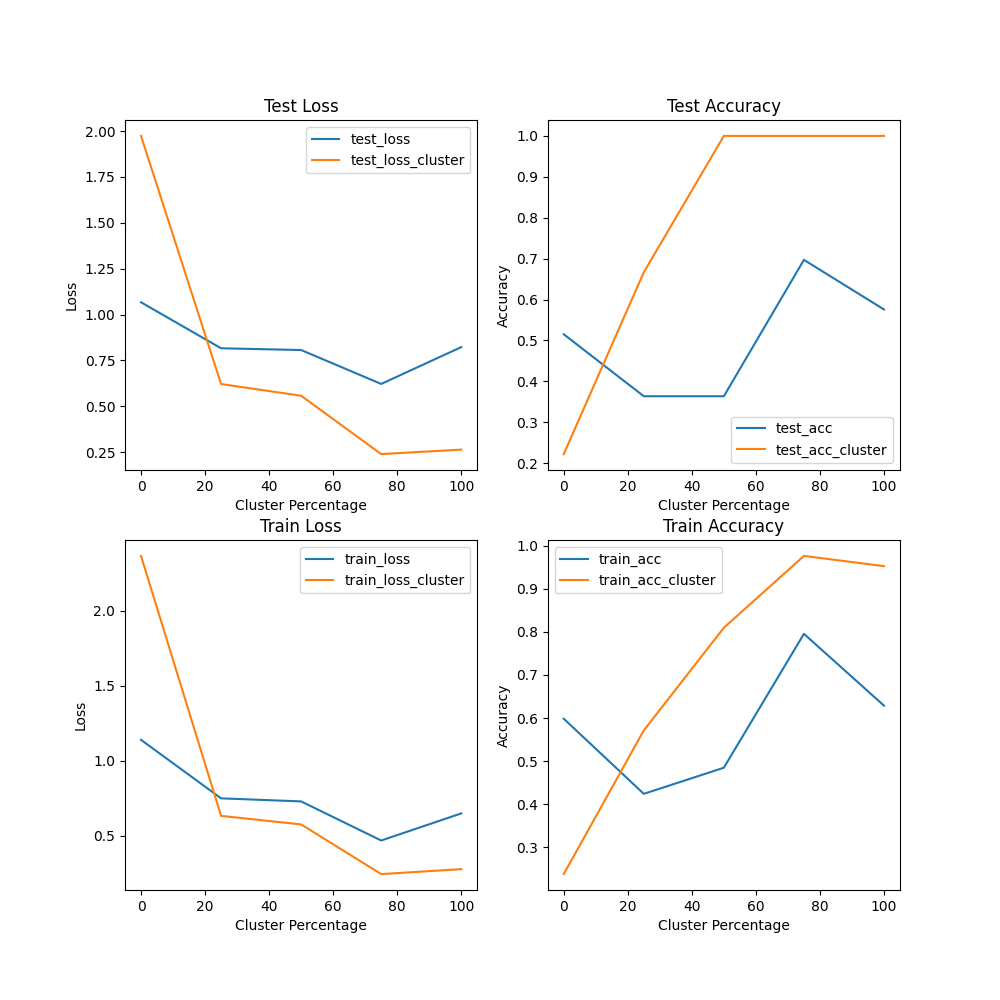 Test Loss
2.00
1.75
1.50
1.25
1.00
0.75
0.50
0.25
Loss
test_loss
test_loss_cluster
0 20 40 60 80 100
Cluster Percentage
Test Accuracy
1.0
0.9
0.8
0.7
0.6
0.5
0.4
0.3
0.2
Accuracy
test_acc
test_acc_cluster
0 20 40 60 80 100
Cluster Percentage
Train Loss
2.0
1.5
1.0
0.5
Loss
train_loss
train_loss_cluster
0 20 40 60 80 100
Cluster Percentage
Train Accuracy
1.0
0.9
0.8
0.7
0.6
0.5
0.4
0.3
Accuracy
train_acc
train_acc_cluster
0 20 40 60 80 100
Cluster Percentage